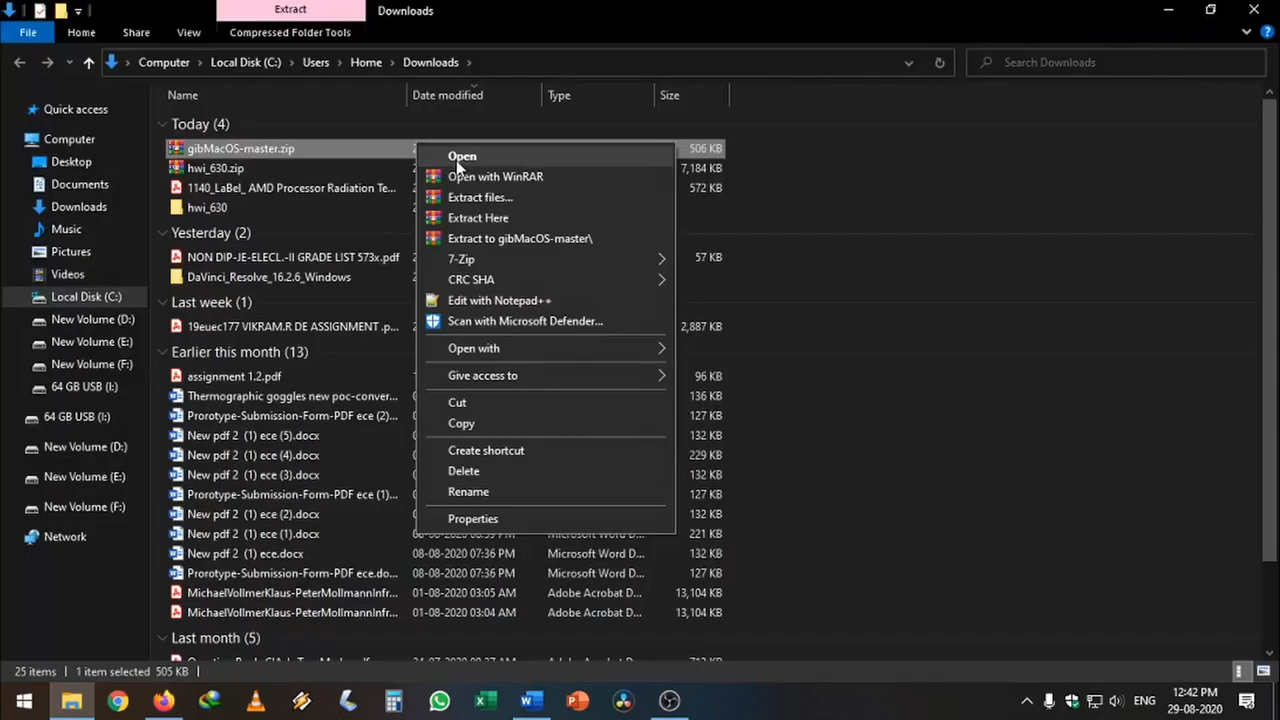 Extract
Downloads
File
Home
Share
View
Compressed Folder Tools
Computer
Local Disk (C:)
Users
Home
Downloads
Search Downloads
Name
Date modified
Type
Size
Quick access
Computer
Desktop
Documents
Downloads
Music
Pictures
Videos
Local Disk (C:)
New Volume (D:)
New Volume (E:)
New Volume (F:)
64 GB USB (I:)
64 GB USB (I:)
New Volume (D:)
New Volume (E:)
New Volume (F:)
Network
Today (4)
gibMacOS-master.zip 506 KB
hwi_630.zip 7,184 KB
1140_LaBeL_ AMD Processor Radiation Te... 572 KB
hwi_630
Yesterday (2)
NON DIP-JE-ELECL.-II GRADE LIST 573x.pdf 57 KB
DaVinci_Resolve_16.2.6_Windows
Last week (1)
19euec177 VIKRAM.R DE ASSIGNMENT .p... 2,887 KB
Earlier this month (13)
assignment 1.2.pdf 96 KB
Thermographic goggles new poc-conver... 136 KB
Prorotype-Submission-Form-PDF ece (2)... 127 KB
New pdf 2 (1) ece (5).docx 132 KB
New pdf 2 (1) ece (4).docx 229 KB
New pdf 2 (1) ece (3).docx 132 KB
Prorotype-Submission-Form-PDF ece (1)... 127 KB
New pdf 2 (1) ece (2).docx 132 KB
New pdf 2 (1) ece (1).docx 08-08-2020 08:59 PM Microsoft Word D... 221 KB
New pdf 2 (1) ece.docx 08-08-2020 07:36 PM Microsoft Word D... 132 KB
Prorotype-Submission-Form-PDF ece.do... 08-08-2020 07:36 PM Microsoft Word D... 127 KB
MichaelVollmerKlaus-PeterMollmannInfr... 01-08-2020 03:05 AM Adobe Acrobat D... 13,104 KB
MichaelVollmerKlaus-PeterMollmannInfr... 01-08-2020 03:04 AM Adobe Acrobat D... 13,104 KB
Last month (5)
Open
Open with WinRAR
Extract files...
Extract Here
Extract to gibMacOS-master\
7-Zip
CRC SHA
Edit with Notepad++
Scan with Microsoft Defender...
Open with
Give access to
Cut
Copy
Create shortcut
Delete
Rename
Properties
25 items
1 item selected 505 KB
ENG
12:42 PM
29-08-2020